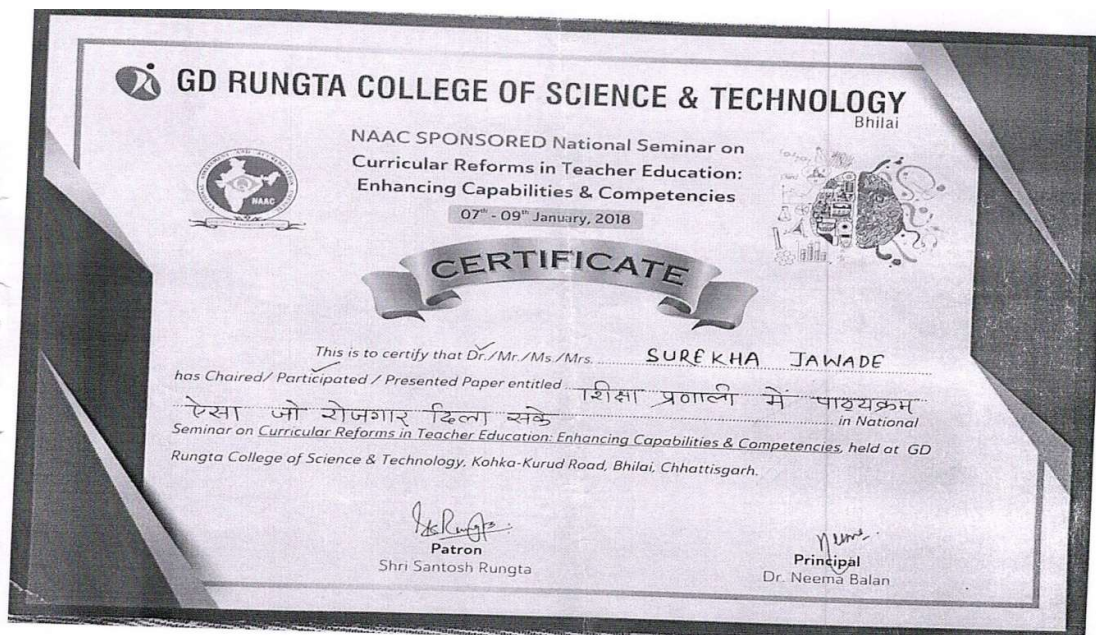 GD RUNGTA COLLEGE OF SCIENCE & TECHNOLOGY
Bhilai
NAAC SPONSORED National Seminar on
Curricular Reforms in Teacher Education:
Enhancing Capabilities & Competencies
07th - 09th January, 2018
NAAC
CERTIFICATE
This is to certify that Dr./Mr./Ms./Mrs. SUREKHA JAWADE
has Chaired/ Participated / Presented Paper entitled शिक्षा प्रणाली में पाठ्यक्रम
ऐसा जो रोजगार दिला सके in National
Seminar on Curricular Reforms in Teacher Education: Enhancing Capabilities & Competencies, held at GD
Rungta College of Science & Technology, Kohka-Kurud Road, Bhilai, Chhattisgarh.
Patron
Shri Santosh Rungta
Principal
Dr. Neema Balan